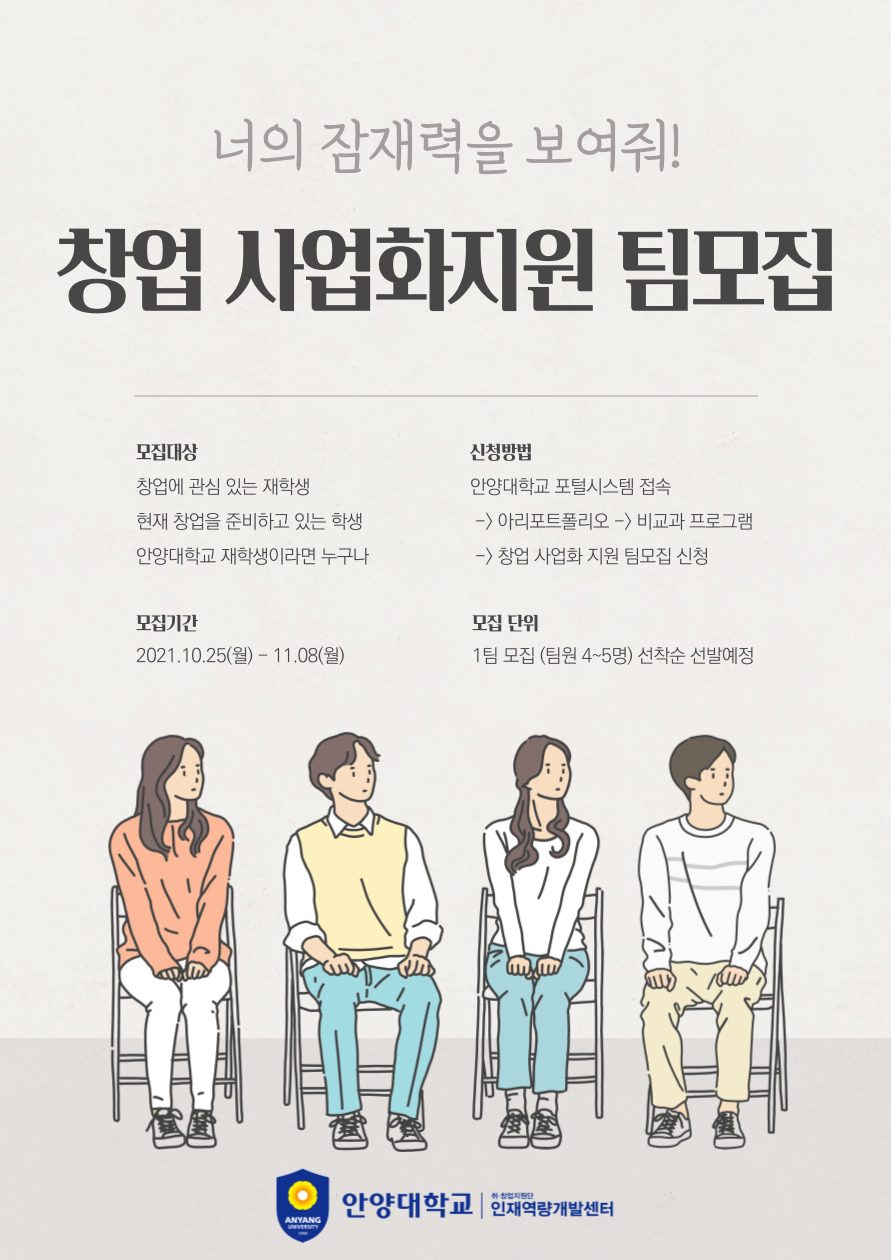 너의 잠재력을 보여줘!
창업 사업화지원 팀모집
모집대상
창업에 관심 있는 재학생
현재 창업을 준비하고 있는 학생
안양대학교 재학생이라면 누구나
신청방법
안양대학교 포털시스템 접속
-> 아리포트폴리오 -> 비교과 프로그램
-> 창업 사업화 지원 팀모집 신청
모집기간
2021.10.25(월) - 11.08(월)
모집 단위
1팀 모집 (팀원 4~5명) 선착순 선발예정
ANYANG
UNIVERSITY
1948
안양대학교
취·창업지원단
인재역량개발센터